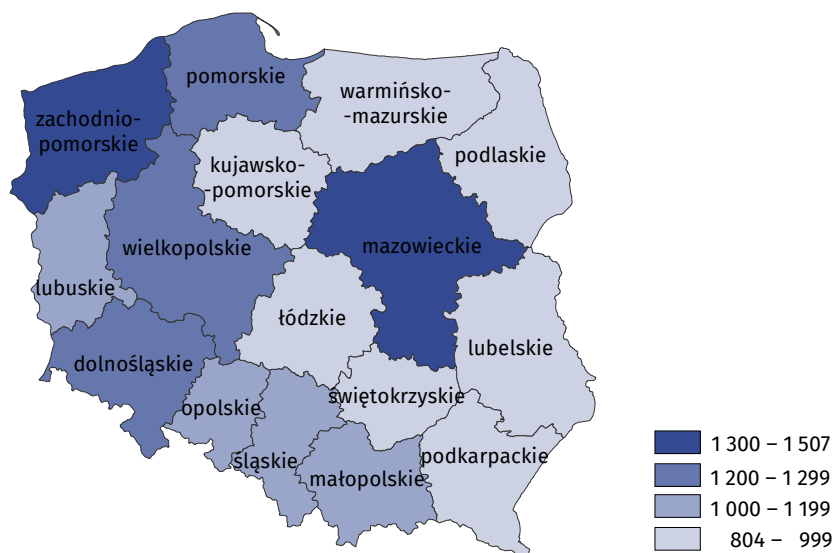 pomorskie
warmińsko-
-mazurskie
zachodnio-
pomorskie
podlaskie
kujawsko-
-pomorskie
mazowieckie
wielkopolskie
lubuskie
łódzkie
lubelskie
dolnośląskie
świętokrzyskie
opolskie
śląskie
podkarpackie
małopolskie
1 300 – 1 507
1 200 – 1 299
1 000 – 1 199
804 – 999